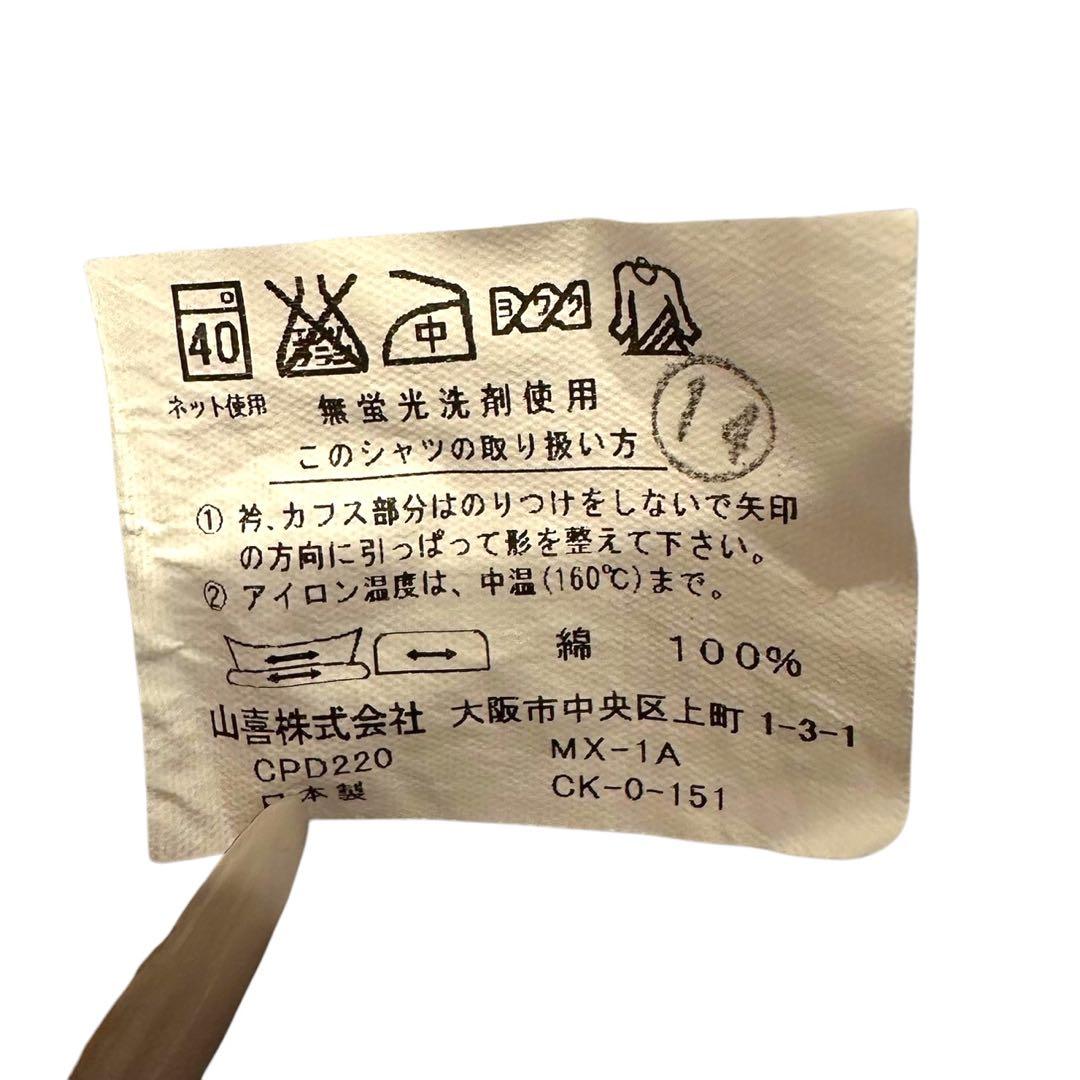 40
中
ヨワク
14
ネット使用
無蛍光洗剤使用
このシャツの取り扱い方
① 衿、カフス部分はのりつけをしないで矢印
の方向に引っぱって形を整えて下さい。
② アイロン温度は、中温(160℃)まで。
綿 100%
山喜株式会社 大阪市中央区上町 1-3-1
CPD220 MX-1A
日本製 CK-0-151